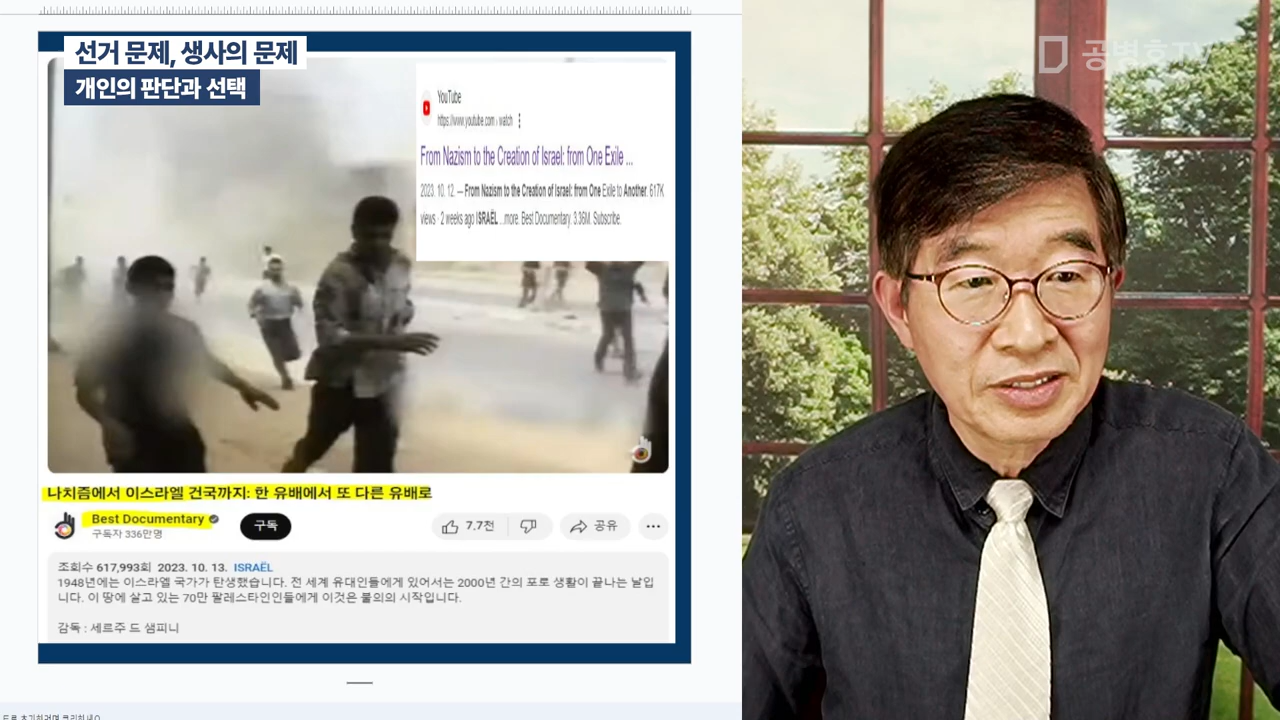 선거 문제, 생사의 문제
개인의 판단과 선택
공병호TV
YouTube
https://www.youtube.com › watch
From Nazism to the Creation of Israel: from One Exile ...
2023. 10. 12. — From Nazism to the Creation of Israel: from One Exile to Another. 617K
views · 2 weeks ago ISRAËL ...more. Best Documentary. 3.36M. Subscribe.
나치즘에서 이스라엘 건국까지: 한 유배에서 또 다른 유배로
Best Documentary
구독자 336만명
구독
7.7천
공유
조회수 617,993회 2023. 10. 13. ISRAËL
1948년에는 이스라엘 국가가 탄생했습니다. 전 세계 유대인들에게 있어서는 2000년 간의 포로 생활이 끝나는 날입
니다. 이 땅에 살고 있는 70만 팔레스타인인들에게 이것은 불의의 시작입니다.
감독 : 세르주 드 샘피니